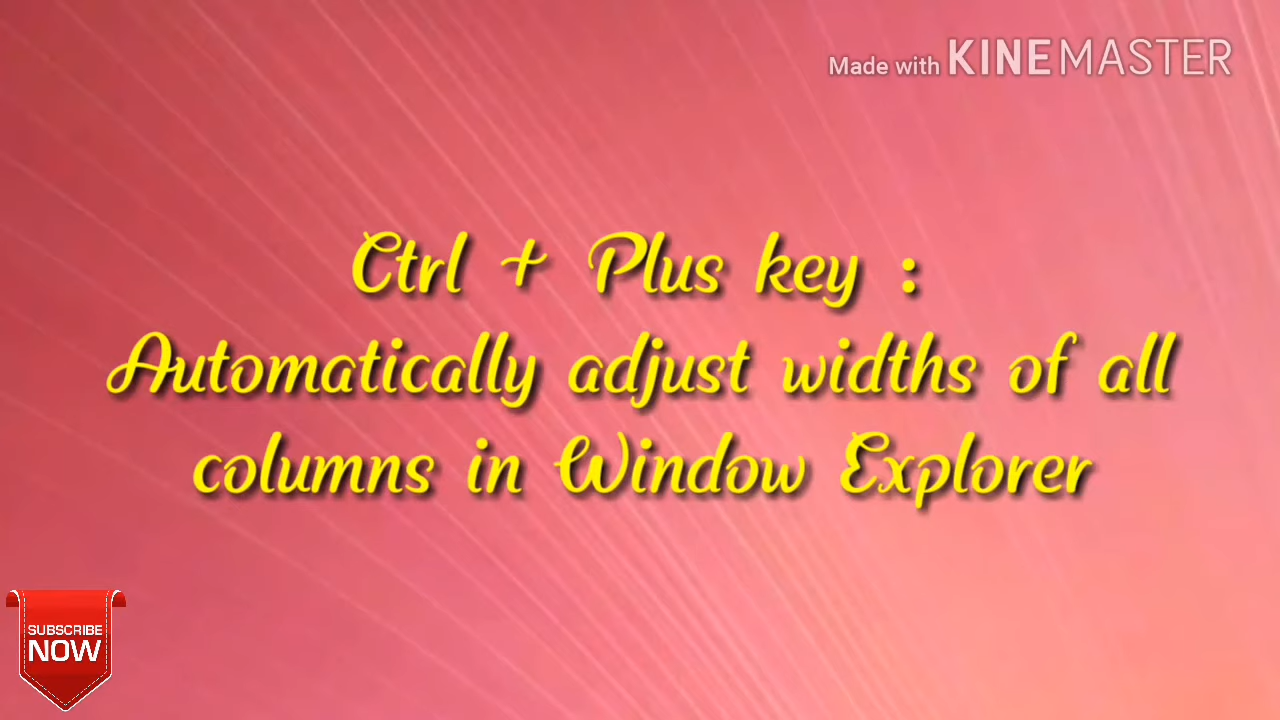 Made with KINEMASTER
Ctrl + Plus key :
Automatically adjust widths of all
columns in Window Explorer
SUBSCRIBE
NOW